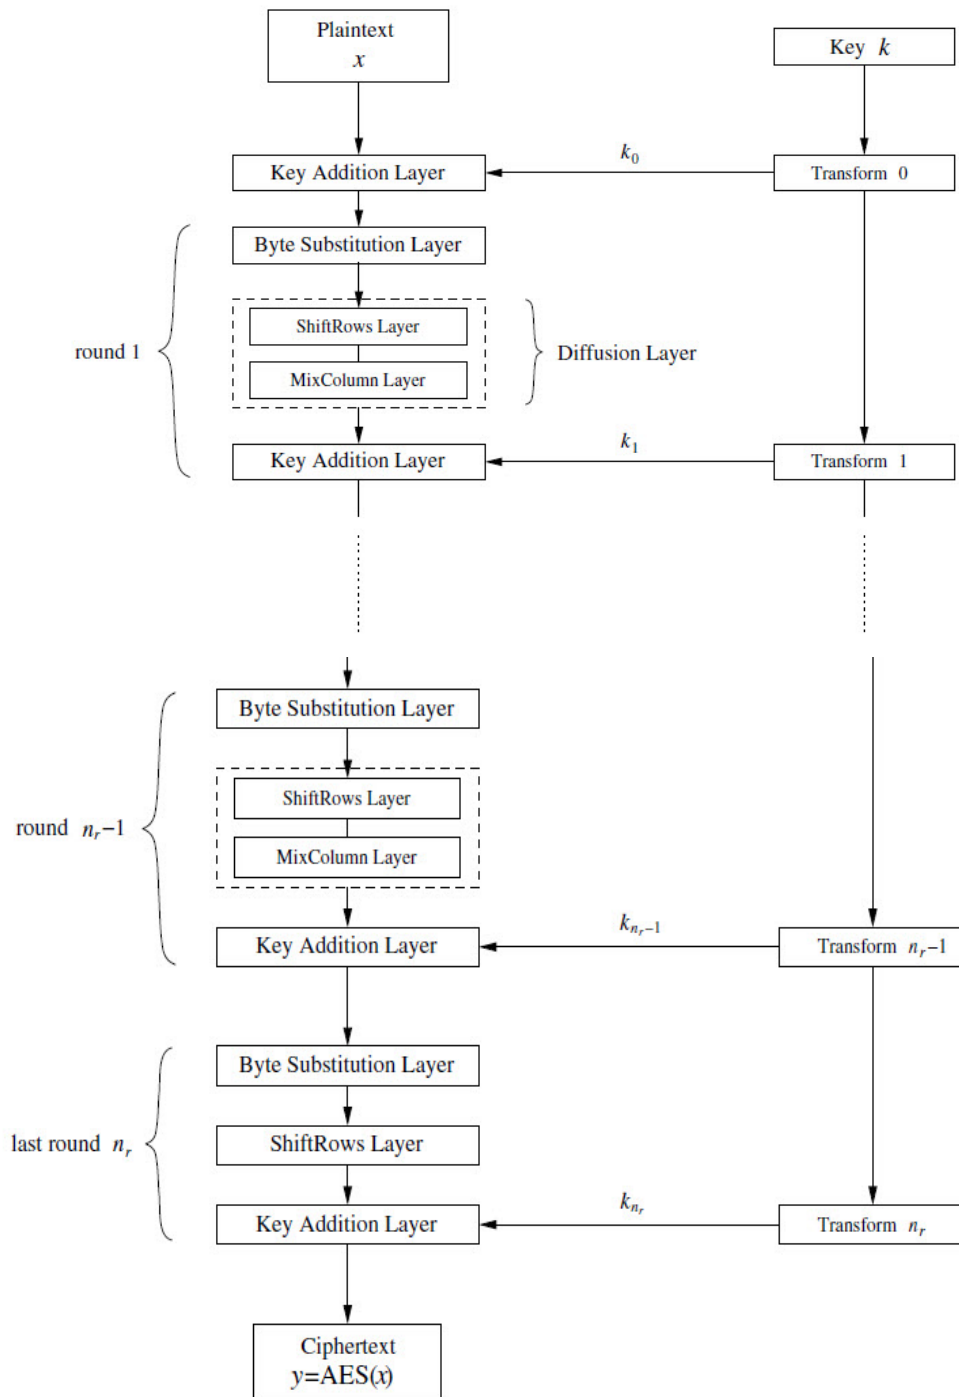 Plaintext
x
Key k
k₀
Key Addition Layer
Transform 0
Byte Substitution Layer
ShiftRows Layer
round 1
Diffusion Layer
MixColumn Layer
k₁
Key Addition Layer
Transform 1
Byte Substitution Layer
ShiftRows Layer
round nᵣ−1
MixColumn Layer
kₙᵣ₋₁
Key Addition Layer
Transform nᵣ−1
Byte Substitution Layer
last round nᵣ
ShiftRows Layer
kₙᵣ
Key Addition Layer
Transform nᵣ
Ciphertext
y=AES(x)